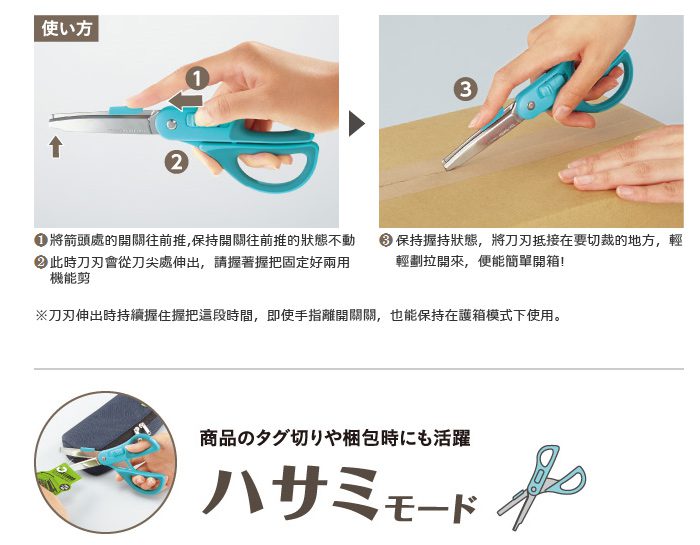 使い方
1
2
3
❶將箭頭處的開關往前推,保持開關往前推的狀態不動
❷此時刀刃會從刀尖處伸出，請握著握把固定好兩用
機能剪
❸保持握持狀態，將刀刃抵接在要切裁的地方，輕
輕劃拉開來，便能簡單開箱!
※刀刃伸出時持續握住握把這段時間，即使手指離開開關，也能保持在護箱模式下使用。
商品のタグ切りや梱包時にも活躍
ハサミモード